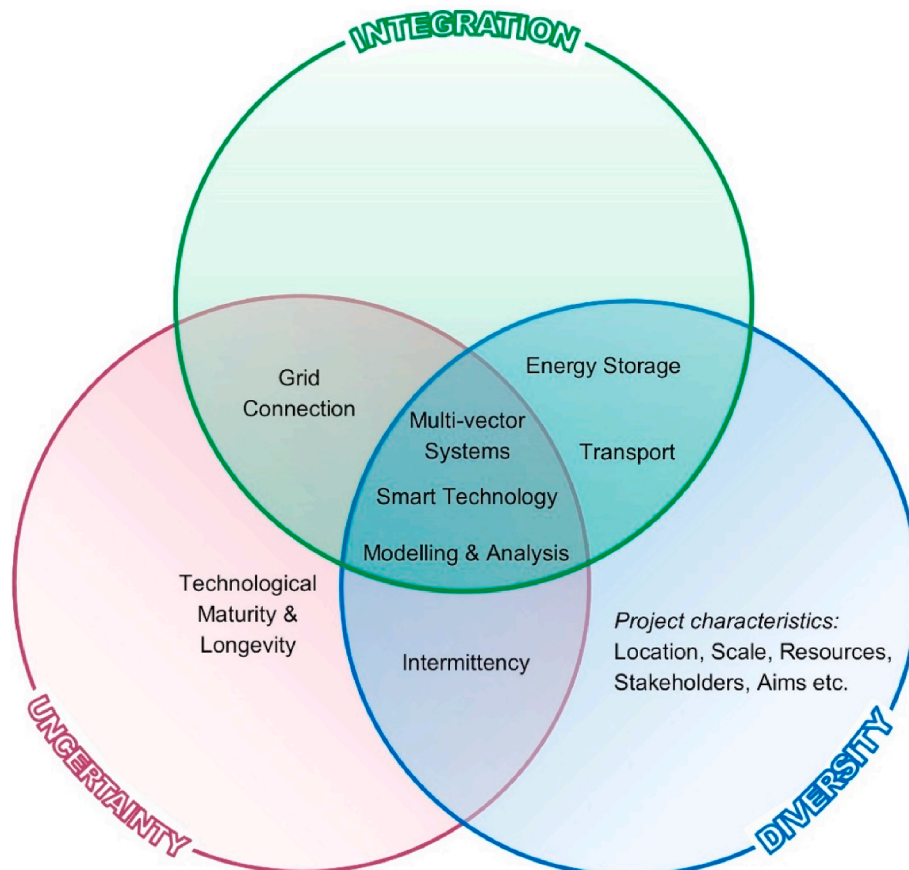 INTEGRATION
Grid
Connection
Energy Storage
Multi-vector
Systems
Transport
Smart Technology
Modelling & Analysis
Technological
Maturity &
Longevity
Intermittency
Project characteristics:
Location, Scale, Resources,
Stakeholders, Aims etc.
UNCERTAINTY
DIVERSITY